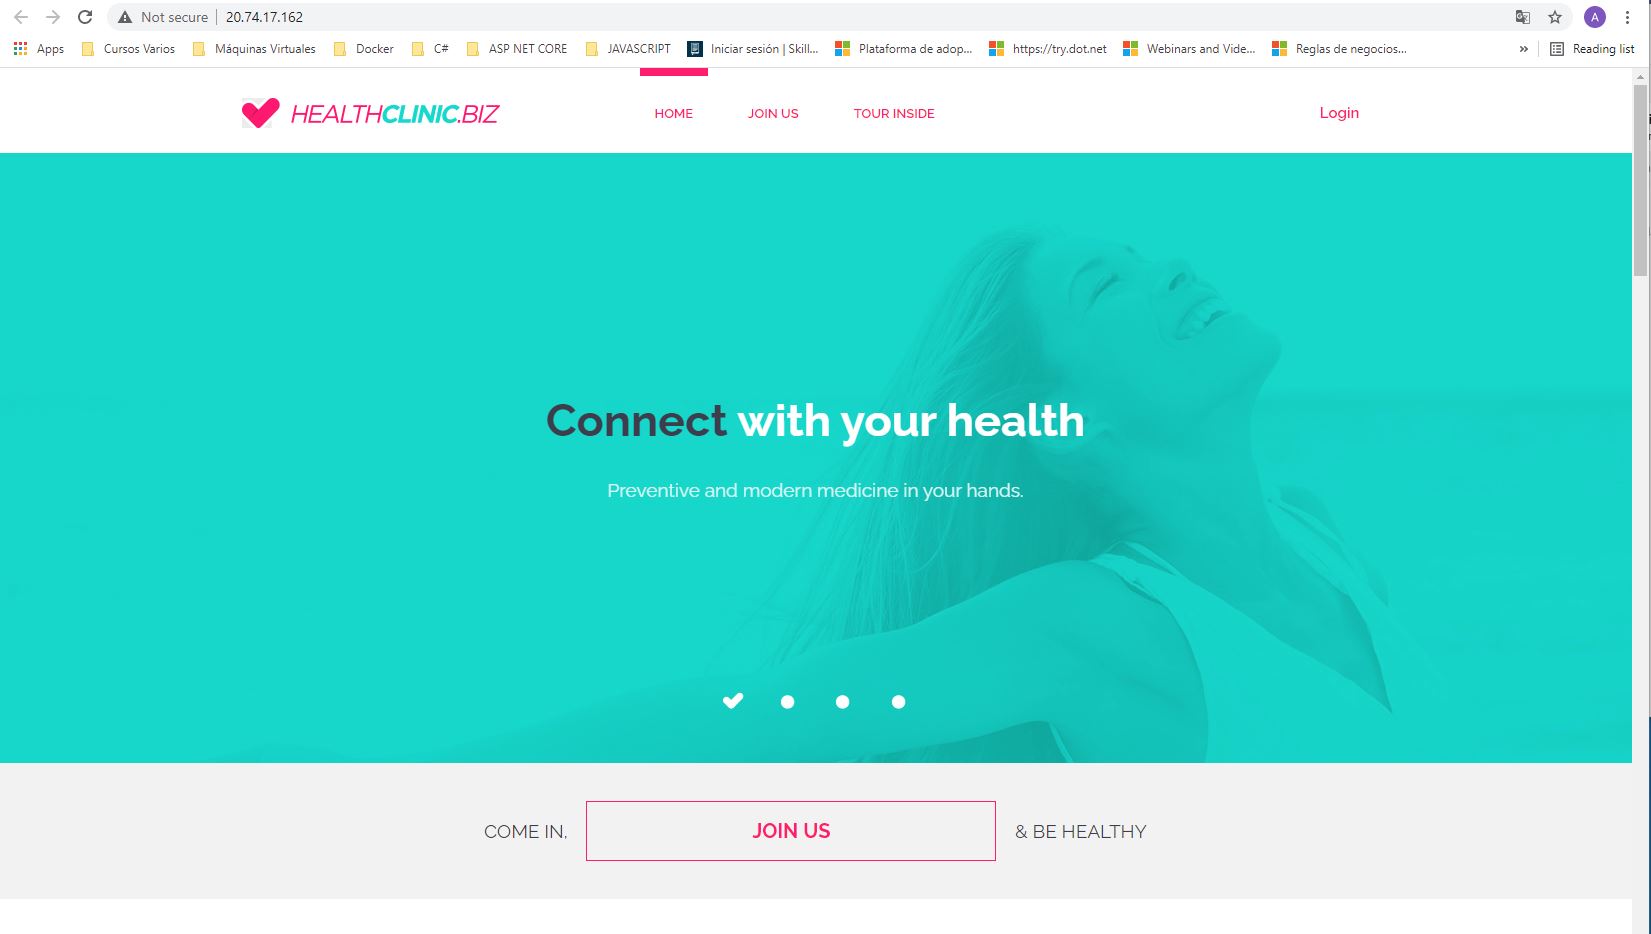 Not secure 20.74.17.162
Apps Cursos Varios Máquinas Virtuales Docker C# ASP NET CORE JAVASCRIPT Iniciar sesión | Skill... Plataforma de adop... https://try.dot.net Webinars and Vide... Reglas de negocios... » Reading list
A
HEALTHCLINIC.BIZ HOME JOIN US TOUR INSIDE Login
Connect with your health
Preventive and modern medicine in your hands.
COME IN, JOIN US & BE HEALTHY